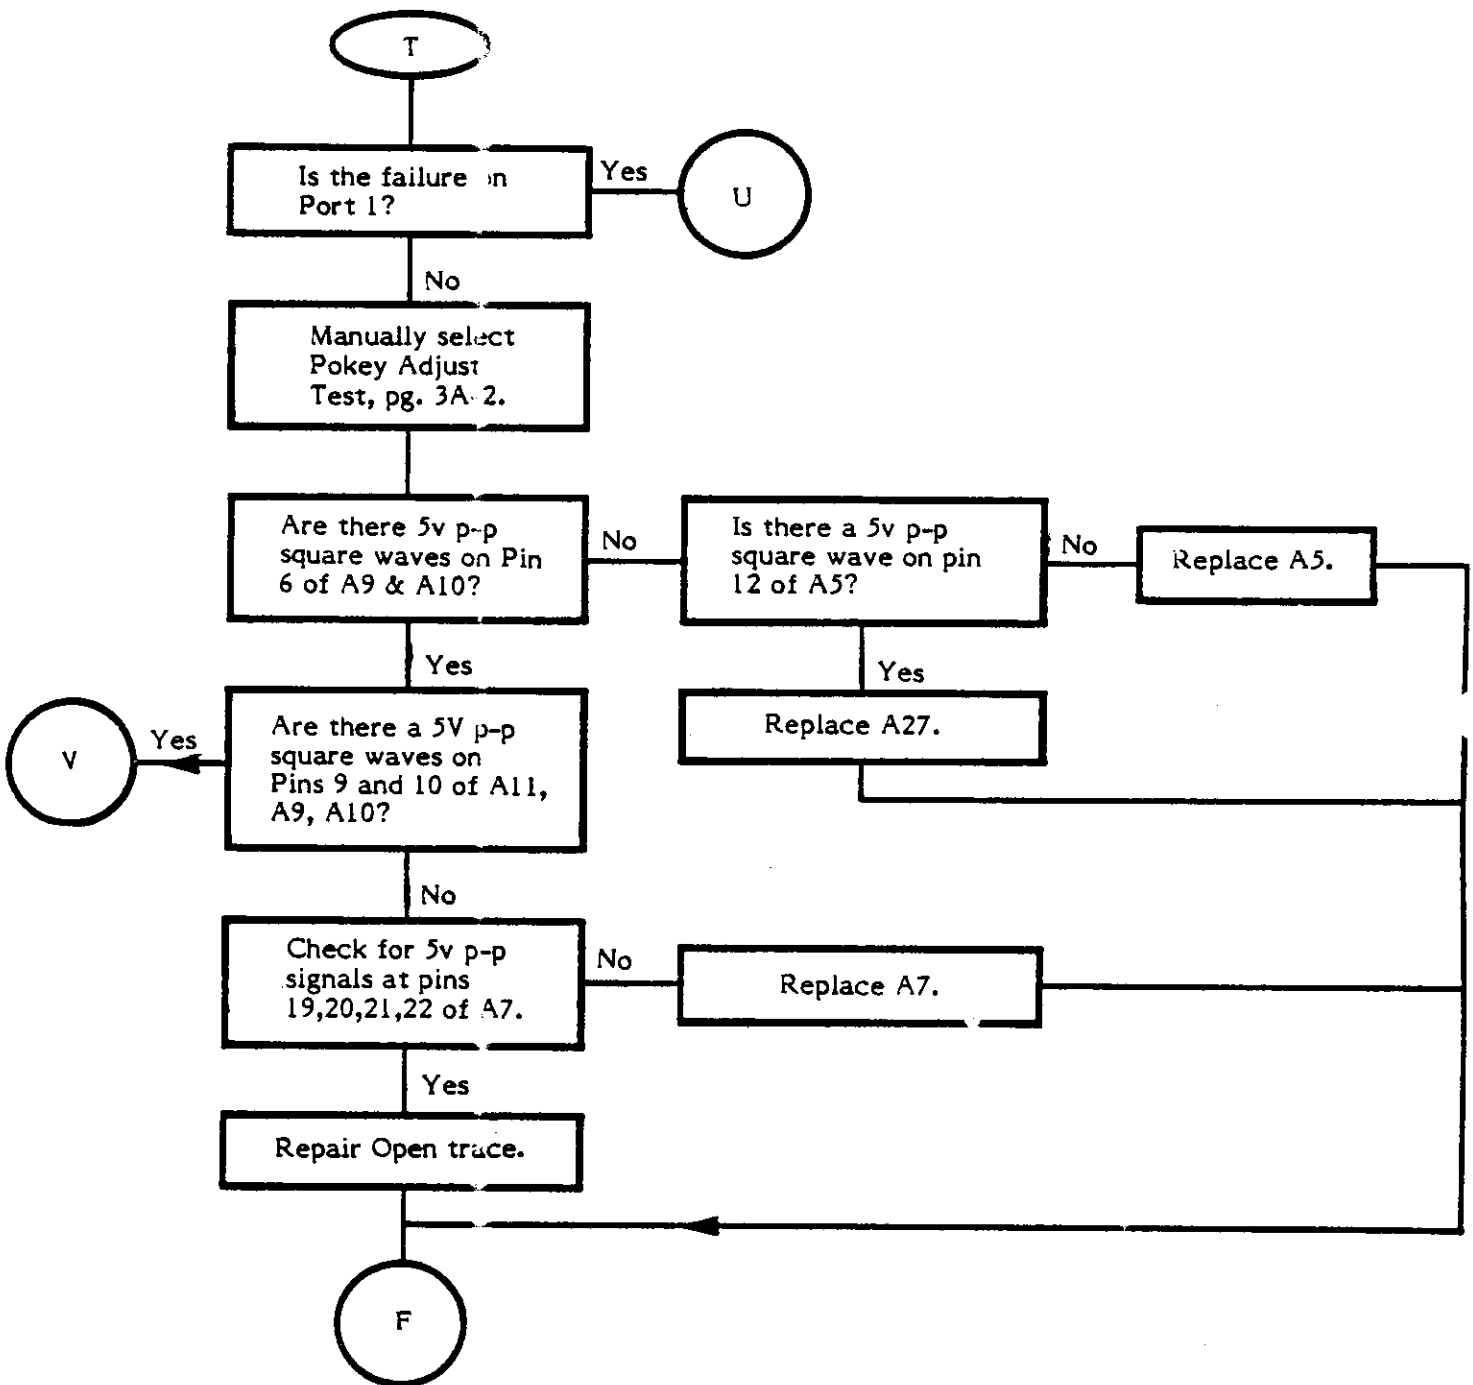 T
Is the failure on
Port 1?
Yes
U
No
Manually select
Pokey Adjust
Test, pg. 3A-2.
Are there 5v p-p
square waves on Pin
6 of A9 & A10?
No
Is there a 5v p-p
square wave on pin
12 of A5?
No
Replace A5.
Yes
Yes
Replace A27.
V
Yes
Are there a 5V p-p
square waves on
Pins 9 and 10 of A11,
A9, A10?
No
Check for 5v p-p
signals at pins
19,20,21,22 of A7.
No
Replace A7.
Yes
Repair Open trace.
F